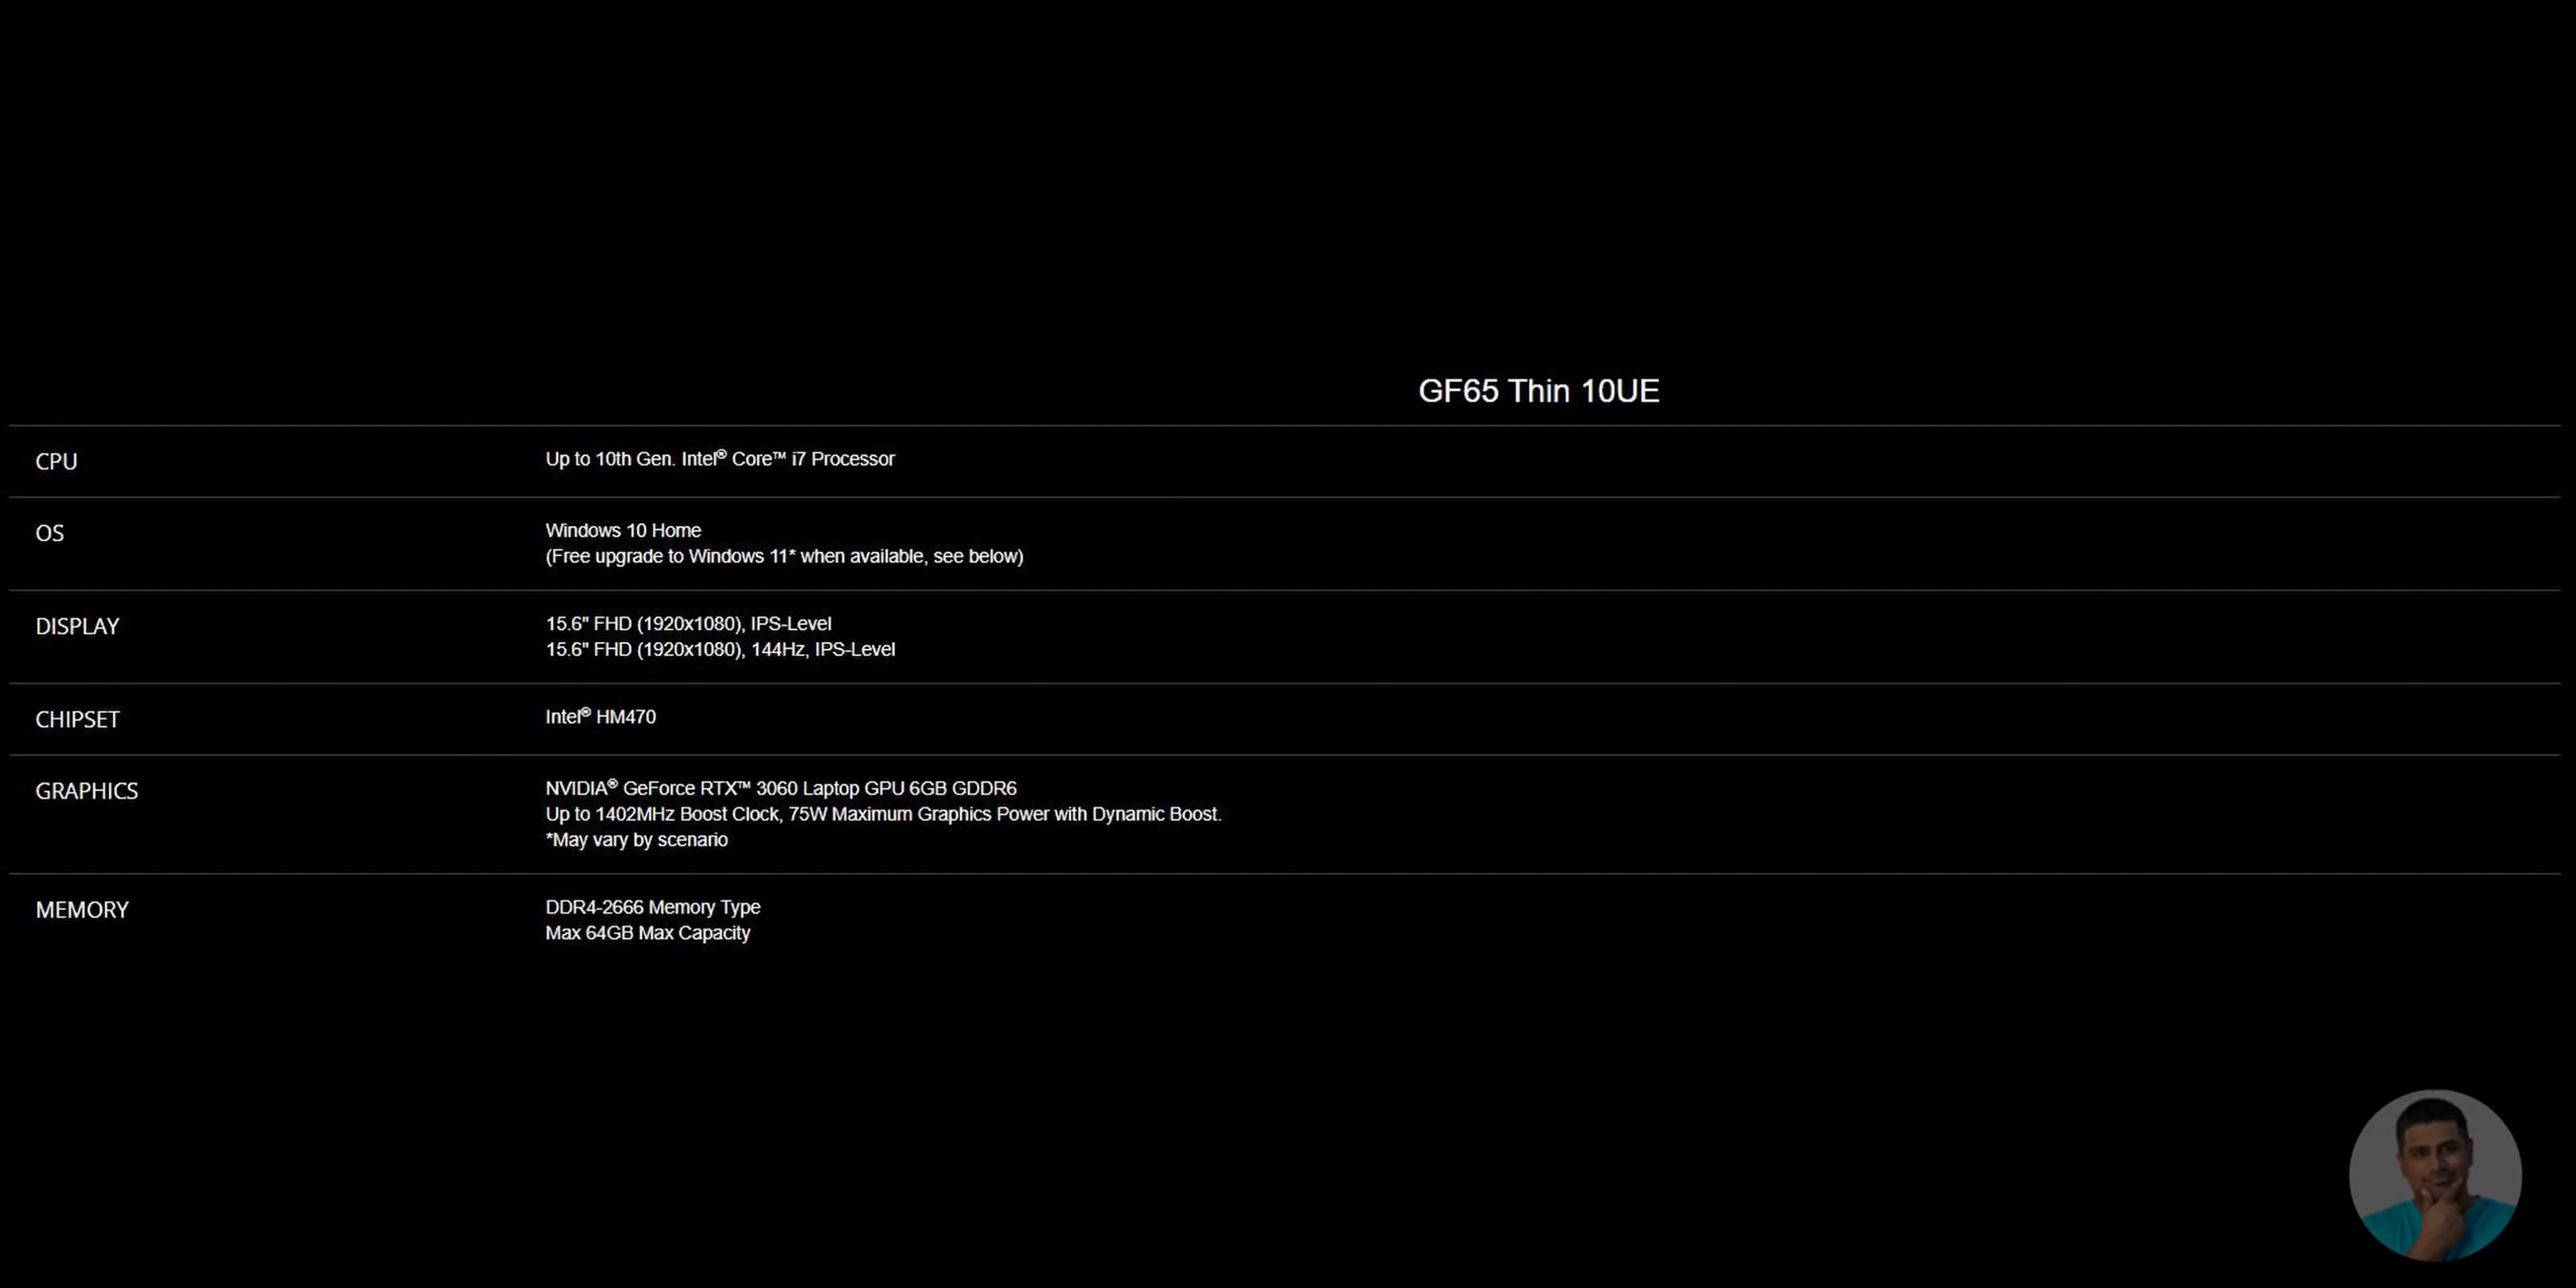 GF65 Thin 10UE
CPU
Up to 10th Gen. Intel® Core™ i7 Processor
OS
Windows 10 Home
(Free upgrade to Windows 11* when available, see below)
DISPLAY
15.6" FHD (1920x1080), IPS-Level
15.6" FHD (1920x1080), 144Hz, IPS-Level
CHIPSET
Intel® HM470
GRAPHICS
NVIDIA® GeForce RTX™ 3060 Laptop GPU 6GB GDDR6
Up to 1402MHz Boost Clock, 75W Maximum Graphics Power with Dynamic Boost.
*May vary by scenario
MEMORY
DDR4-2666 Memory Type
Max 64GB Max Capacity